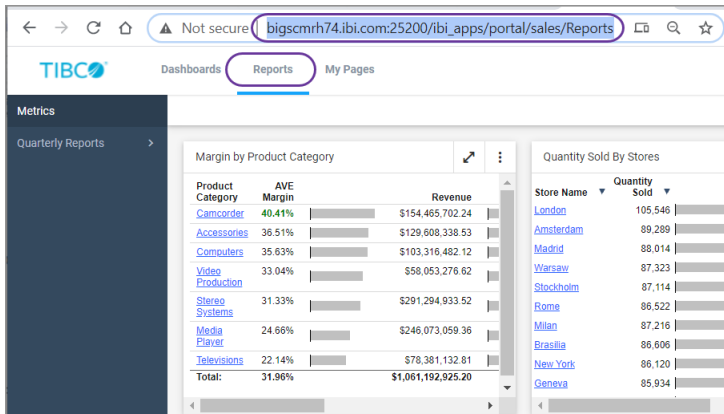 Not secure bigscmrh74.ibi.com:25200/ibi_apps/portal/sales/Reports
TIBCO Dashboards Reports My Pages
Metrics
Quarterly Reports
Margin by Product Category
Product Category AVE Margin Revenue
Camcorder 40.41% $154,465,702.24
Accessories 36.51% $129,608,338.53
Computers 35.63% $103,316,482.12
Video Production 33.04% $58,053,276.62
Stereo Systems 31.33% $291,294,933.52
Media Player 24.66% $246,073,059.36
Televisions 22.14% $78,381,132.81
Total: 31.96% $1,061,192,925.20
Quantity Sold By Stores
Store Name Quantity Sold
London 105,546
Amsterdam 89,289
Madrid 88,014
Warsaw 87,323
Stockholm 87,114
Rome 86,522
Milan 87,216
Brasilia 86,606
New York 86,120
Geneva 85,934